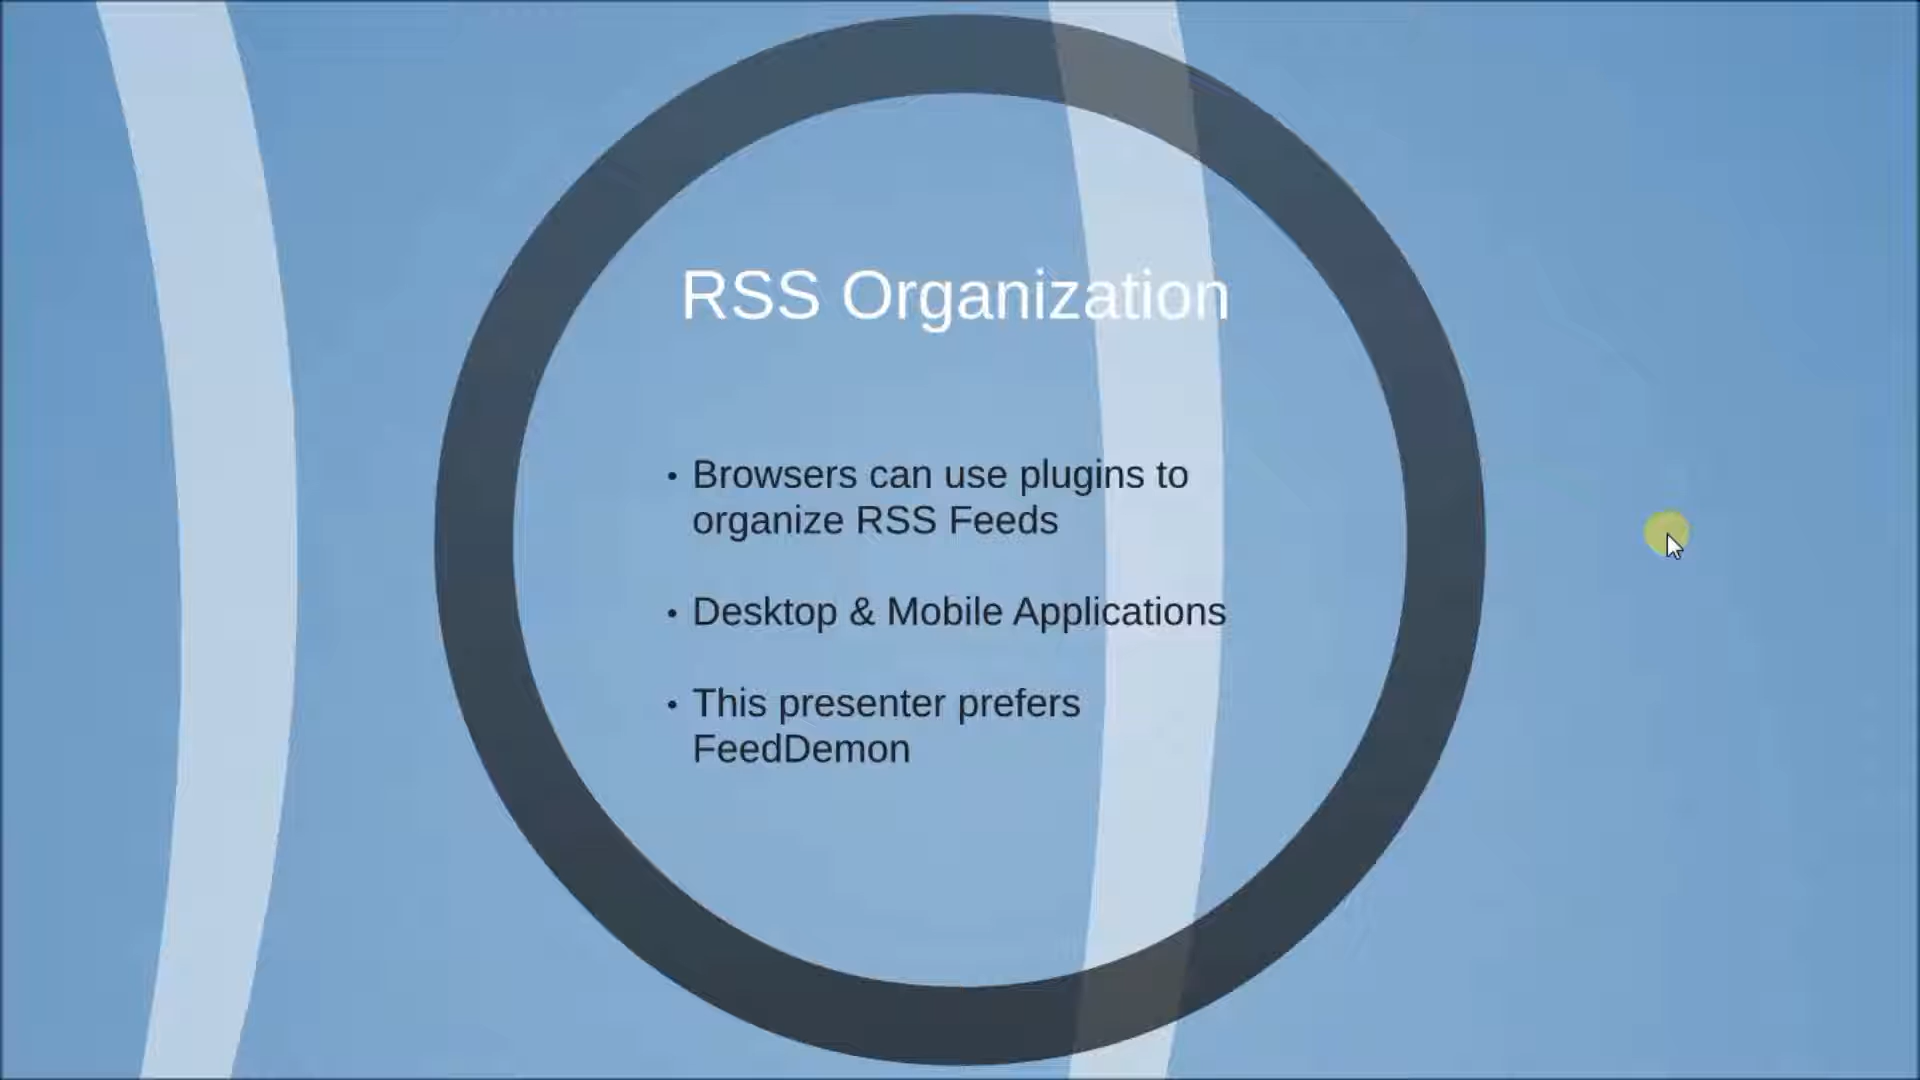 RSS Organization
• Browsers can use plugins to
organize RSS Feeds
• Desktop & Mobile Applications
• This presenter prefers
FeedDemon